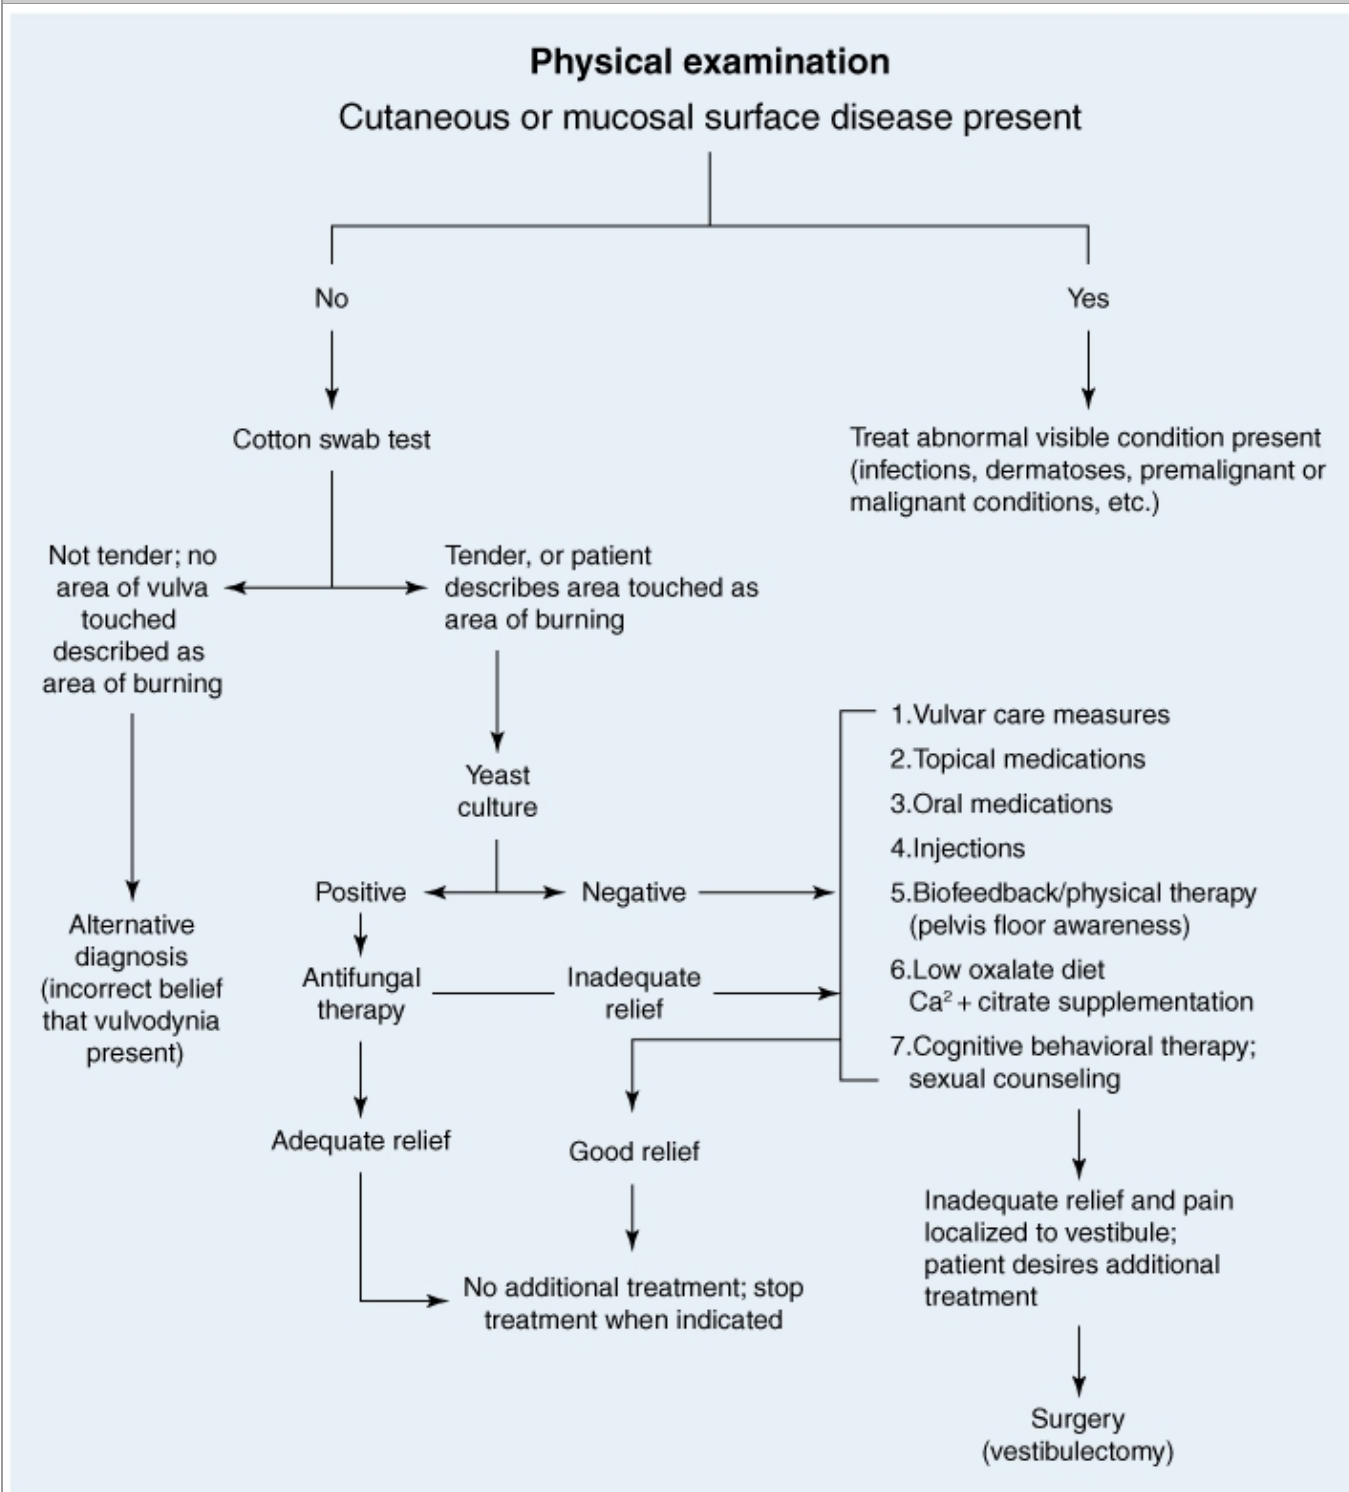 Physical examination
Cutaneous or mucosal surface disease present
No
Yes
Cotton swab test
Treat abnormal visible condition present
(infections, dermatoses, premalignant or
malignant conditions, etc.)
Not tender; no
area of vulva
touched
described as
area of burning
Tender, or patient
describes area touched as
area of burning
Yeast
culture
Positive
Negative
Alternative
diagnosis
(incorrect belief
that vulvodynia
present)
Antifungal
therapy
Inadequate
relief
1.Vulvar care measures
2.Topical medications
3.Oral medications
4.Injections
5.Biofeedback/physical therapy
(pelvis floor awareness)
6.Low oxalate diet
Ca²+ citrate supplementation
7.Cognitive behavioral therapy;
sexual counseling
Adequate relief
Good relief
No additional treatment; stop
treatment when indicated
Inadequate relief and pain
localized to vestibule;
patient desires additional
treatment
Surgery
(vestibulectomy)